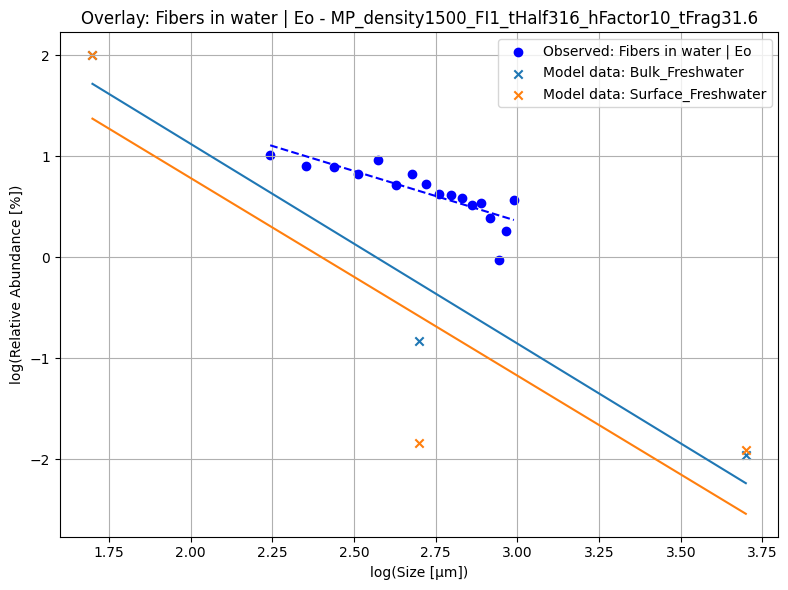 Overlay: Fibers in water | Eo - MP_density1500_FI1_tHalf316_hFactor10_tFrag31.6
Observed: Fibers in water | Eo
Model data: Bulk_Freshwater
Model data: Surface_Freshwater
log(Relative Abundance [%])
2
1
0
−1
−2
1.75
2.00
2.25
2.50
2.75
3.00
3.25
3.50
3.75
log(Size [µm])